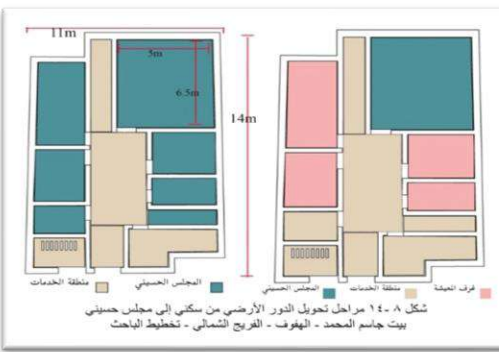 11m
5m
6.5m
14m
المجلس الحسيني
منطقة الخدمات
غرف المعيشة
منطقة الخدمات
المجلس الحسيني
شكل ٨ -١٤ مراحل تحويل الدور الأرضي من سكني إلى مجلس حسيني
بيت جاسم المحمد - الهفوف - الفريج الشمالي - تخطيط الباحث